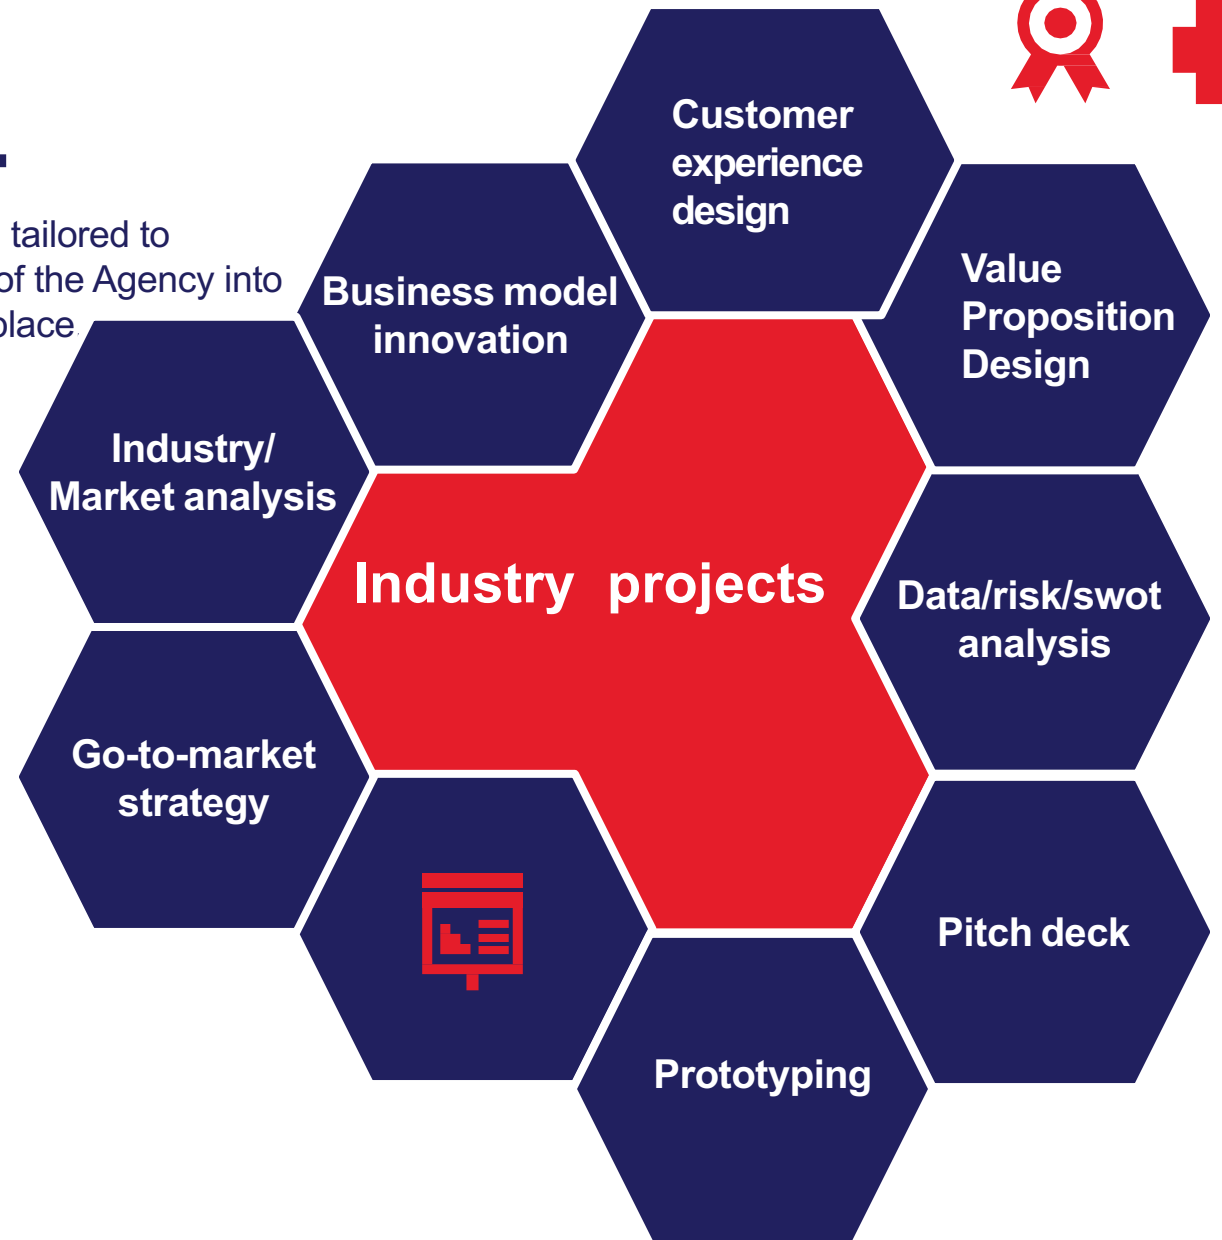 tailored to
of the Agency into
place.
Customer
experience
design
Business model
innovation
Value
Proposition
Design
Industry/
Market analysis
Industry projects
Data/risk/swot
analysis
Go-to-market
strategy
Pitch deck
Prototyping